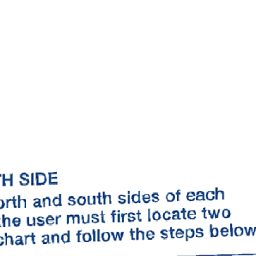 TH SIDE
orth and south sides of each
the user must first locate two
chart and follow the steps below